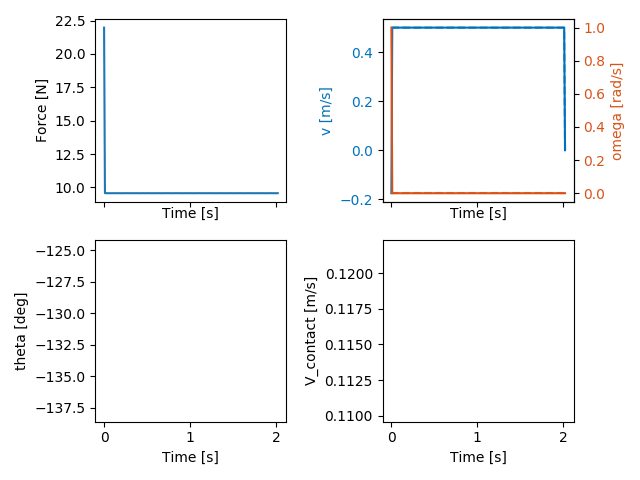 22.5
20.0
17.5
15.0
12.5
10.0
Force [N]
Time [s]
0.4
0.2
0.0
−0.2
v [m/s]
1.0
0.8
0.6
0.4
0.2
0.0
omega [rad/s]
Time [s]
−125.0
−127.5
−130.0
−132.5
−135.0
−137.5
theta [deg]
0 1 2
Time [s]
0.1200
0.1175
0.1150
0.1125
0.1100
V_contact [m/s]
0 1 2
Time [s]